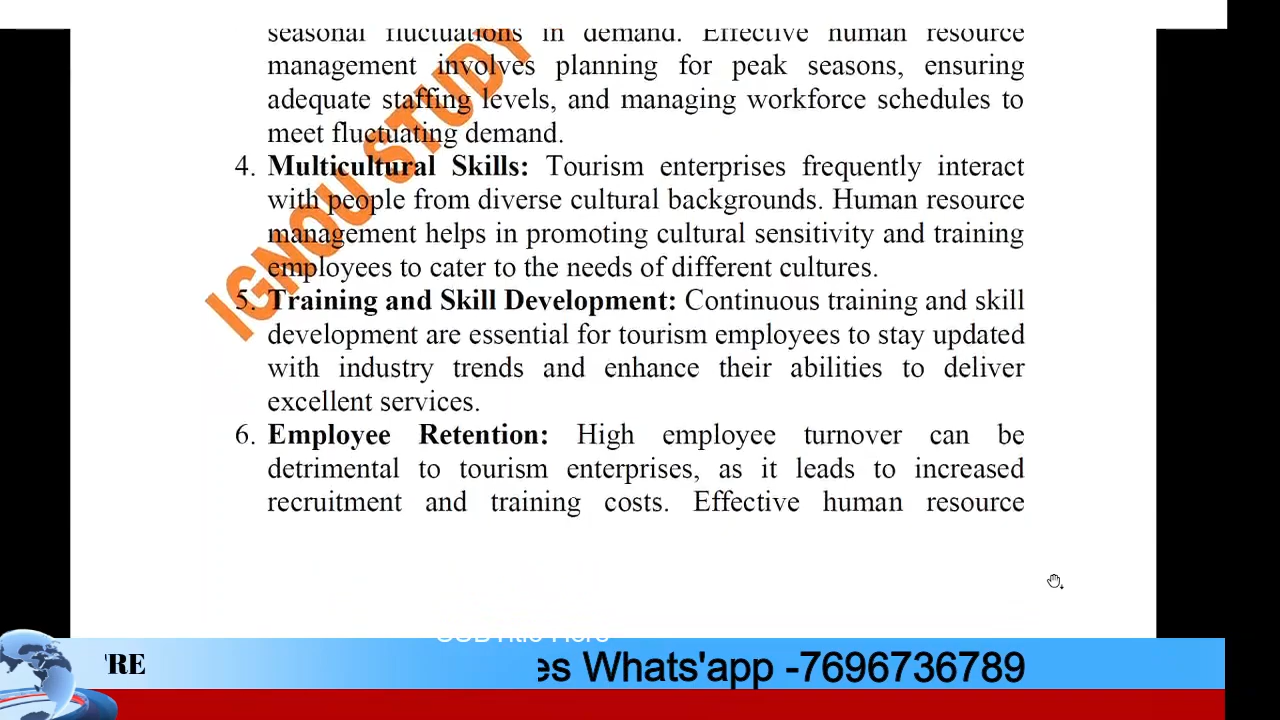 seasonal fluctuations in demand. Effective human resource
management involves planning for peak seasons, ensuring
adequate staffing levels, and managing workforce schedules to
meet fluctuating demand.
4. Multicultural Skills: Tourism enterprises frequently interact
with people from diverse cultural backgrounds. Human resource
management helps in promoting cultural sensitivity and training
employees to cater to the needs of different cultures.
5. Training and Skill Development: Continuous training and skill
development are essential for tourism employees to stay updated
with industry trends and enhance their abilities to deliver
excellent services.
6. Employee Retention: High employee turnover can be
detrimental to tourism enterprises, as it leads to increased
recruitment and training costs. Effective human resource
IGNOU STUDY
Whats'app -7696736789